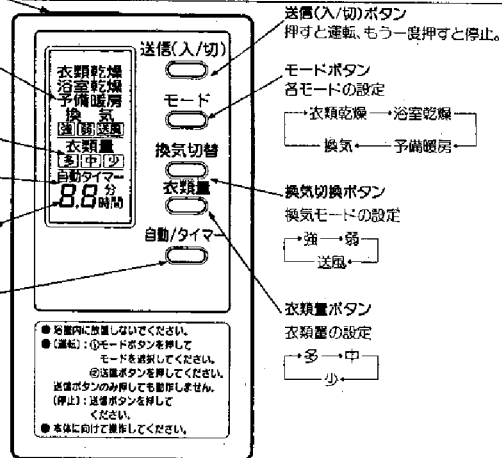 衣類乾燥
浴室乾燥
予備暖房
換 気
強 弱 送風
衣類量
多 中 少
自動タイマー
8.8 分
時間
送信(入/切)
モード
換気切替
衣類量
自動/タイマー
●浴室内に放置しないでください。
●(運転):①モードボタンを押して
モードを選択してください。
②送信ボタンを押してください。
送信ボタンのみ押しても動作しません。
(停止):送信ボタンを押して
ください。
●本体に向けて操作してください。
送信(入/切)ボタン
押すと運転、もう一度押すと停止。
モードボタン
各モードの設定
衣類乾燥→浴室乾燥
換気←予備暖房
換気切換ボタン
換気モードの設定
強→弱
送風
衣類量ボタン
衣類量の設定
多→中
少